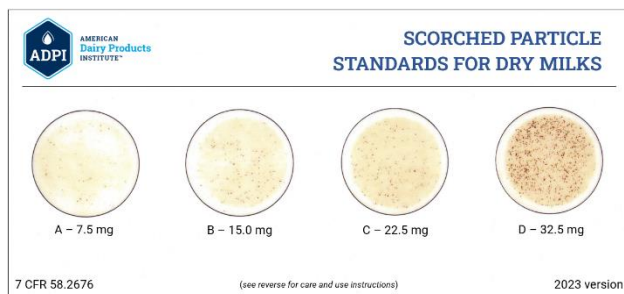 ADPI
AMERICAN
Dairy Products
INSTITUTE™
SCORCHED PARTICLE
STANDARDS FOR DRY MILKS
A – 7.5 mg
B – 15.0 mg
C – 22.5 mg
D – 32.5 mg
7 CFR 58.2676
(see reverse for care and use instructions)
2023 version